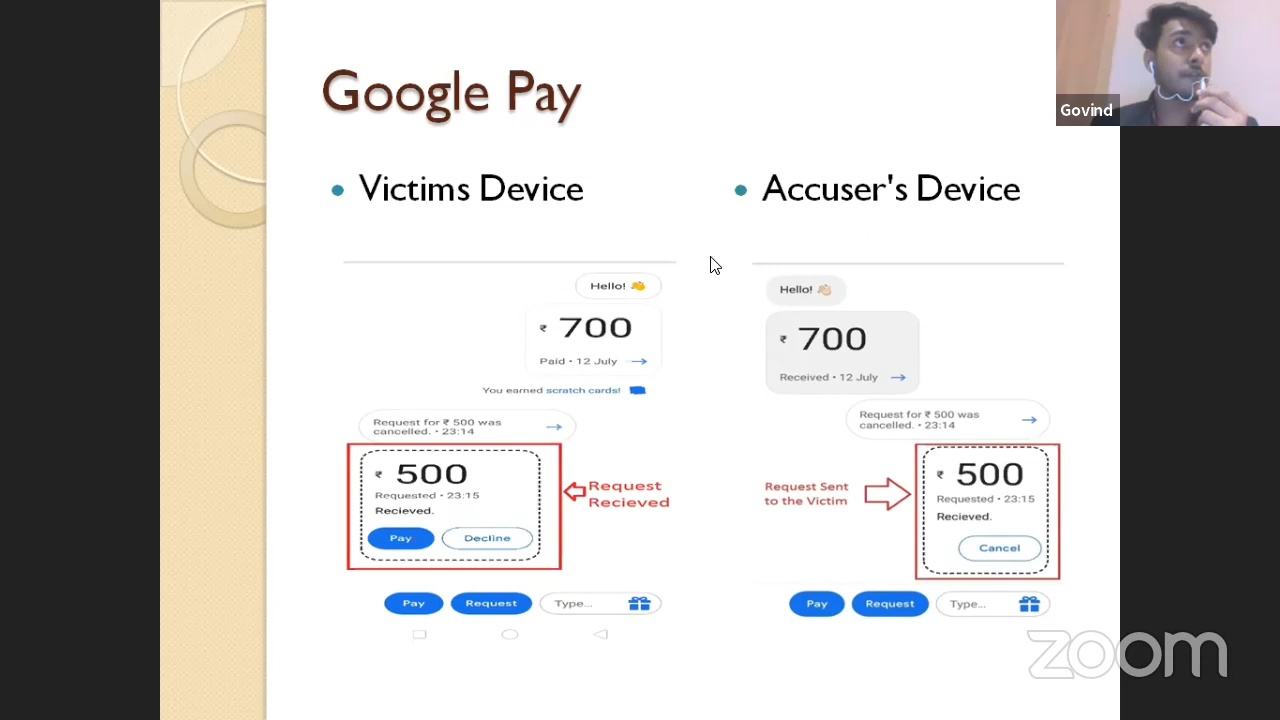 Google Pay
Govind
Victims Device
Hello!
₹ 700
Paid • 12 July
You earned scratch cards!
Request for ₹ 500 was
cancelled. • 23:14
₹ 500
Requested • 23:15
Recieved.
Pay
Decline
Request
Recieved
Pay
Request
Type...
Accuser's Device
Hello!
₹ 700
Received • 12 July
Request for ₹ 500 was
cancelled. • 23:14
Request Sent
to the Victim
₹ 500
Requested • 23:15
Recieved.
Cancel
Pay
Request
Type...
zoom